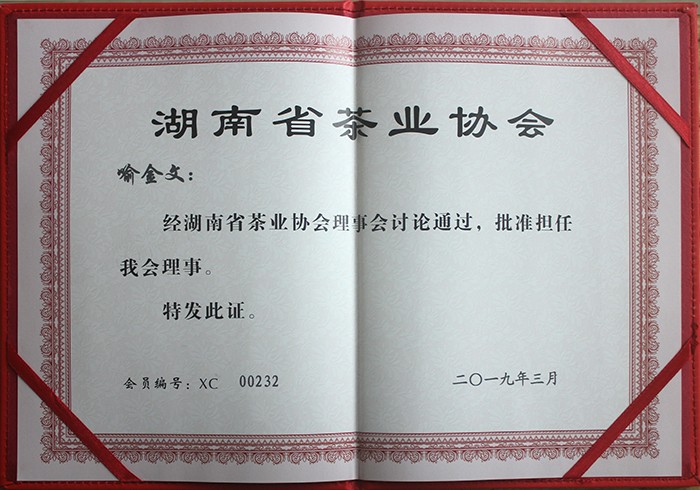 湖南省茶业协会
喻金文：
经湖南省茶业协会理事会讨论通过，批准担任
我会理事。
特发此证。
会员编号：XC 00232
二〇一九年三月